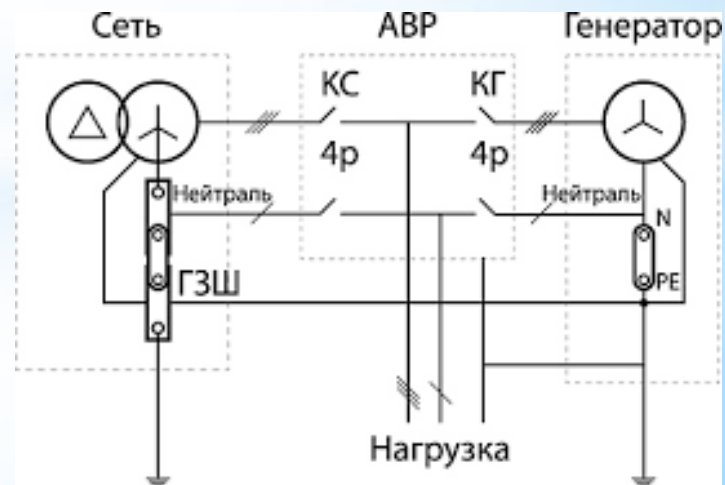 Сеть АВР Генератор
КС КГ
4р 4р
Нейтраль Нейтраль
N
ГЗШ PE
Нагрузка